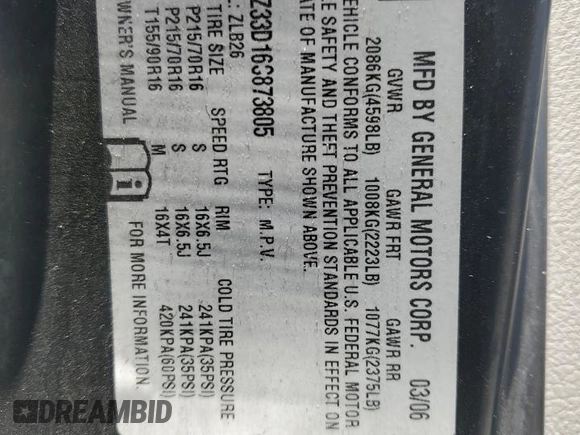 MFD BY GENERAL MOTORS CORP. 03/06
GVWR GAWR FRT GAWR RR
2086KG(4598LB) 1008KG(2223LB) 1077KG(2375LB)
VEHICLE CONFORMS TO ALL APPLICABLE U.S. FEDERAL MOTOR
LE SAFETY AND THEFT PREVENTION STANDARDS IN EFFECT ON
ATE OF MANUFACTURE SHOWN ABOVE.
Z33D16C873805 TYPE: M.P.V.
: ZLB26
TIRE SIZE SPEED RTG RIM COLD TIRE PRESSURE
P215/70R16 S 16X6.5J 241KPA(35PSI)
P215/70R16 S 16X6.5J 241KPA(35PSI)
T155/90R16 M 16X4T 420KPA(60PSI)
OWNER'S MANUAL i FOR MORE INFORMATION.
DREAMBID